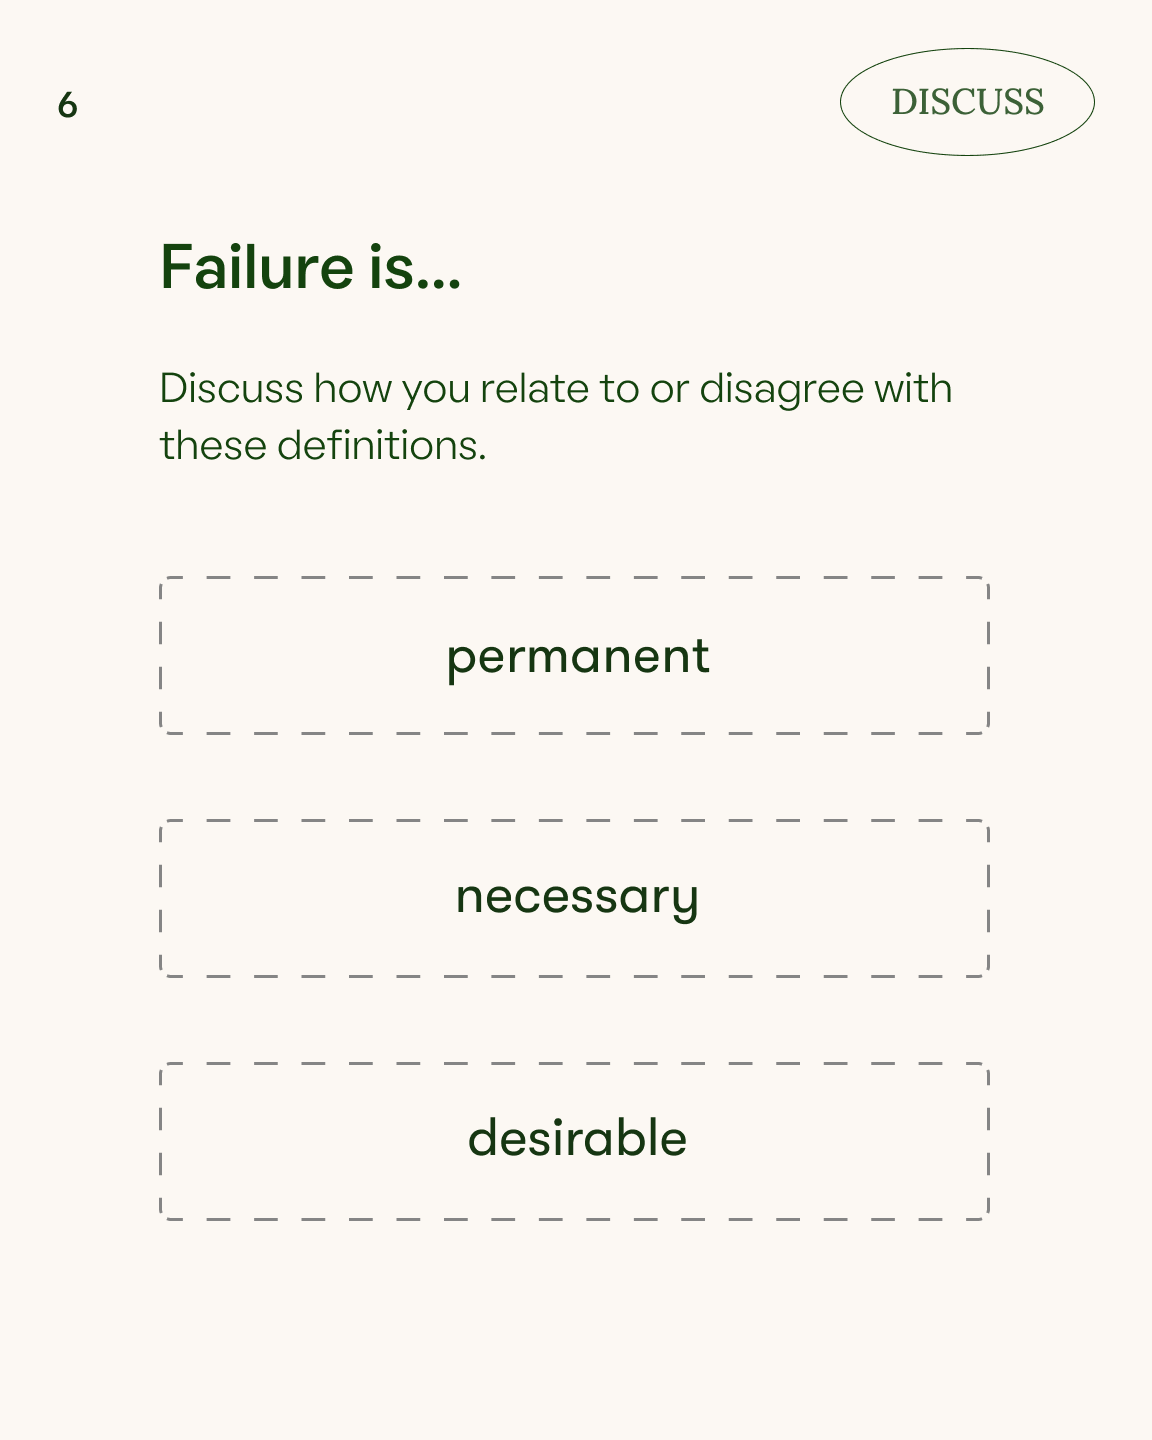 6
DISCUSS
Failure is...
Discuss how you relate to or disagree with
these definitions.
permanent
necessary
desirable